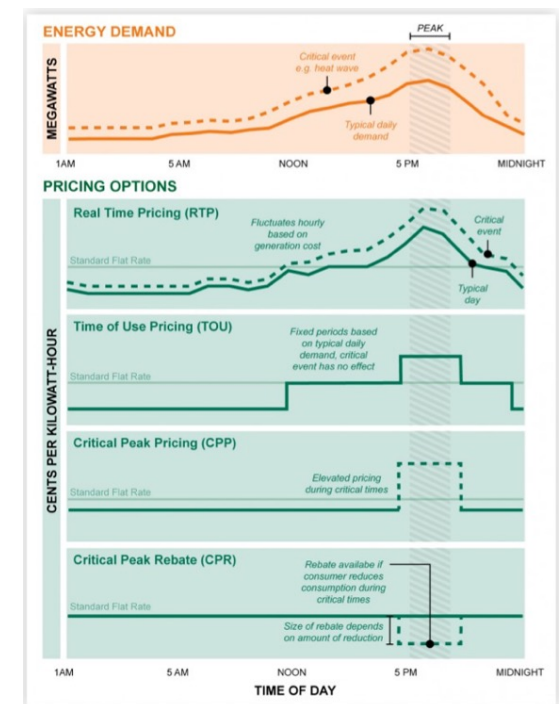 ENERGY DEMAND
PEAK
MEGAWATTS
Critical event
e.g. heat wave
Typical daily
demand
1AM
5 AM
NOON
5 PM
MIDNIGHT
PRICING OPTIONS
CENTS PER KILOWATT-HOUR
Real Time Pricing (RTP)
Fluctuates hourly
based on
generation cost
Critical
event
Standard Flat Rate
Typical
day
Time of Use Pricing (TOU)
Fixed periods based
on typical daily
demand, critical
event has no effect
Standard Flat Rate
Critical Peak Pricing (CPP)
Elevated pricing
during critical times
Standard Flat Rate
Critical Peak Rebate (CPR)
Rebate availabe if
consumer reduces
consumption during
critical times
Standard Flat Rate
Size of rebate depends
on amount of reduction
1AM
5 AM
NOON
5 PM
MIDNIGHT
TIME OF DAY